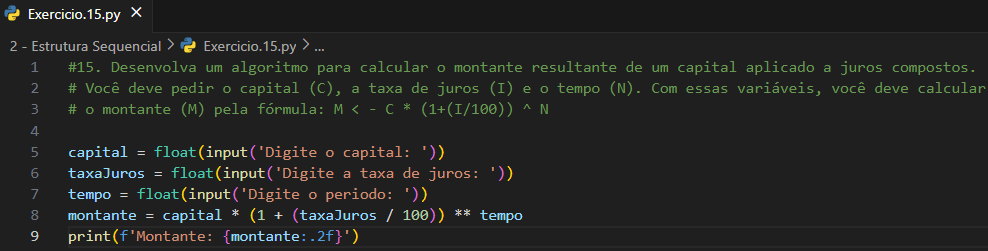 Exercicio.15.py ×
2 - Estrutura Sequencial > Exercicio.15.py > ...
1 #15. Desenvolva um algoritmo para calcular o montante resultante de um capital aplicado a juros compostos.
2 # Você deve pedir o capital (C), a taxa de juros (I) e o tempo (N). Com essas variáveis, você deve calcular
3 # o montante (M) pela fórmula: M < - C * (1+(I/100)) ^ N
4
5 capital = float(input('Digite o capital: '))
6 taxaJuros = float(input('Digite a taxa de juros: '))
7 tempo = float(input('Digite o periodo: '))
8 montante = capital * (1 + (taxaJuros / 100)) ** tempo
9 print(f'Montante: {montante:.2f}')